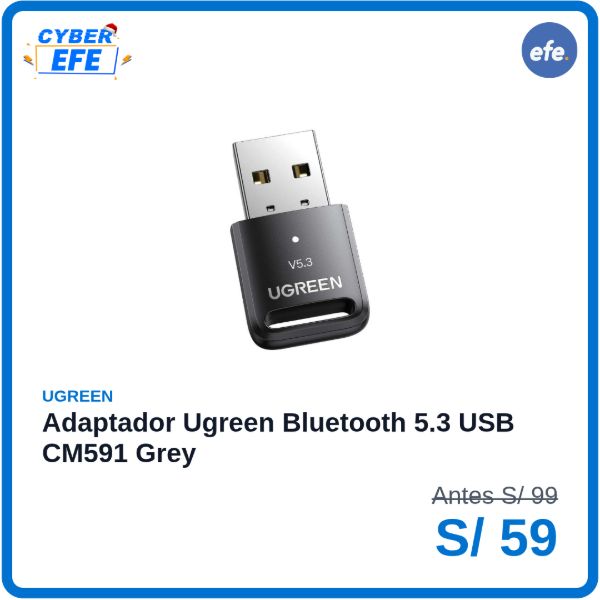 CYBER
EFE
efe.
V5.3
UGREEN
UGREEN
Adaptador Ugreen Bluetooth 5.3 USB
CM591 Grey
Antes S/ 99
S/ 59